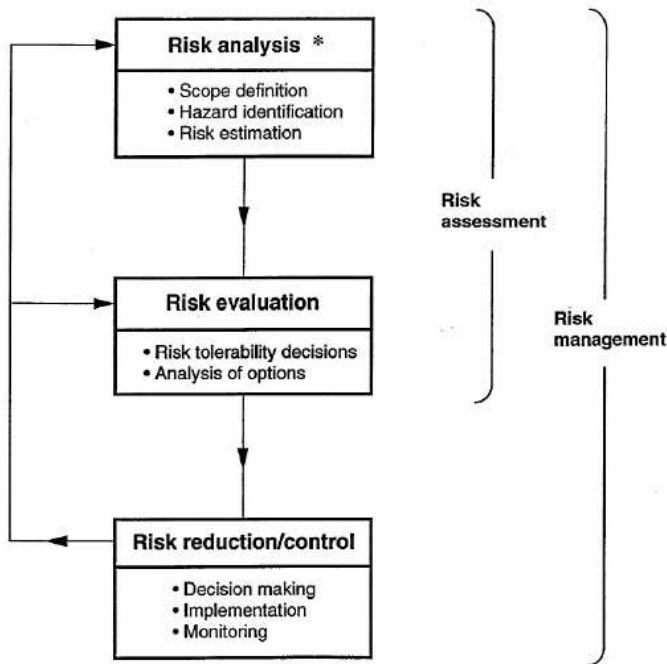 Risk analysis *
• Scope definition
• Hazard identification
• Risk estimation
Risk
assessment
Risk evaluation
• Risk tolerability decisions
• Analysis of options
Risk
management
Risk reduction/control
• Decision making
• Implementation
• Monitoring